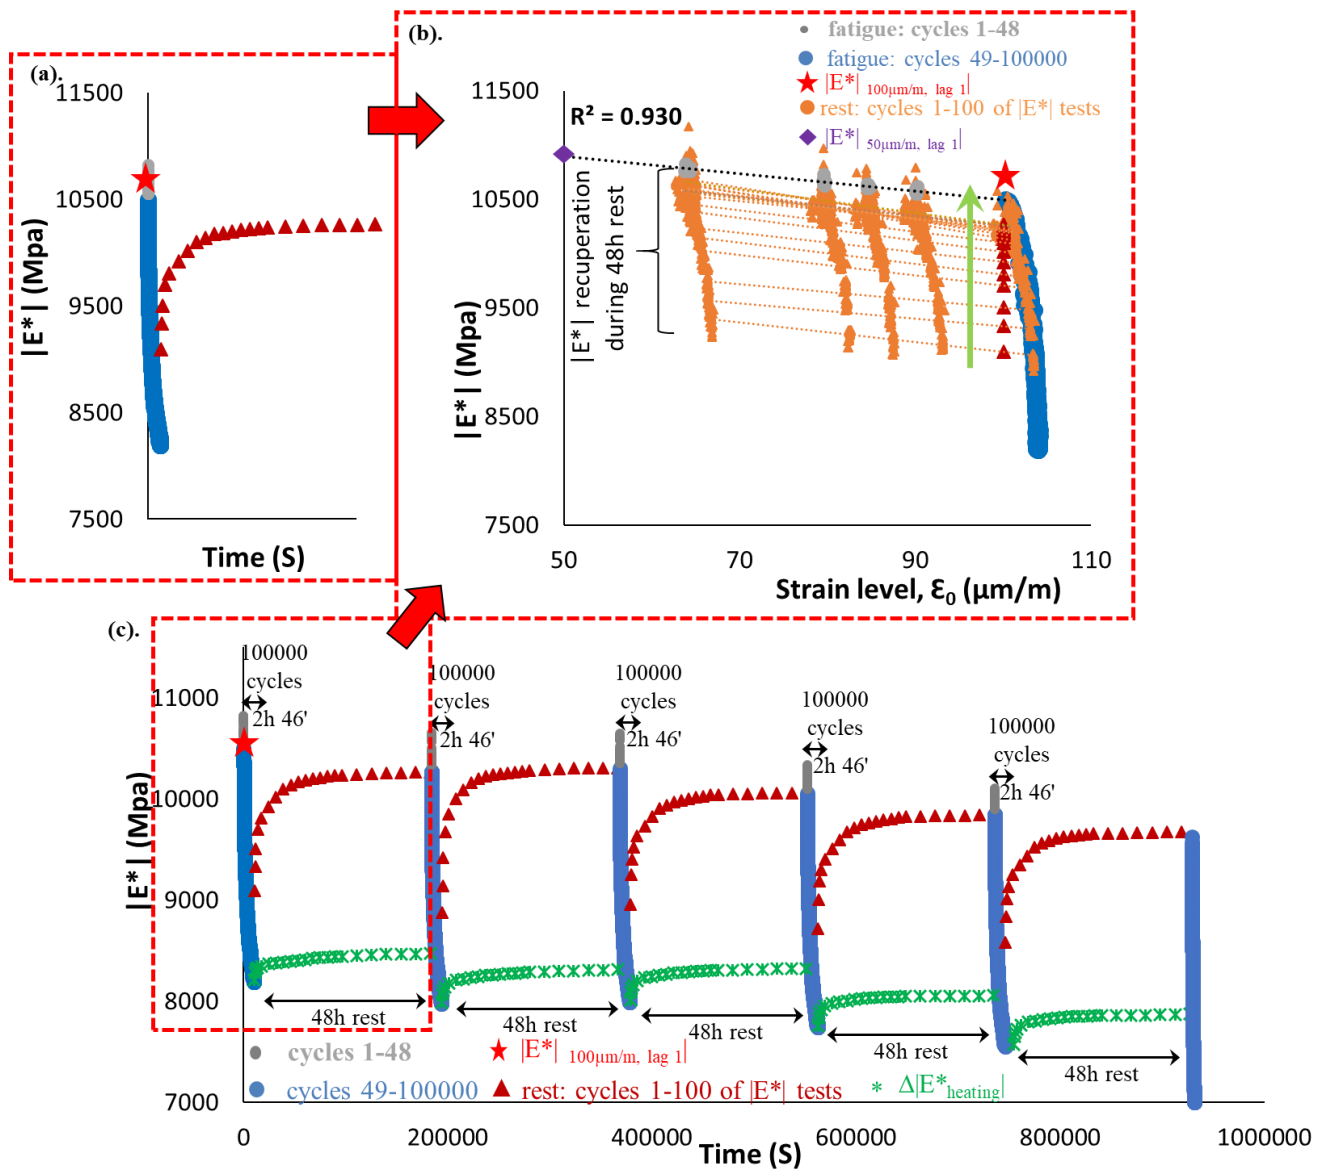 (a).
11500
10500
9500
8500
7500
|E*| (Mpa)
Time (S)
(b).
fatigue: cycles 1-48
fatigue: cycles 49-100000
|E*| 100μm/m, lag 1|
rest: cycles 1-100 of |E*| tests
|E*| 50μm/m, lag 1|
R² = 0.930
11500
10500
9500
8500
7500
|E*| (Mpa)
|E*| recuperation
during 48h rest
50
70
90
110
Strain level, Ɛ0 (μm/m)
(c).
100000
cycles
2h 46'
100000
cycles
2h 46'
100000
cycles
2h 46'
100000
cycles
2h 46'
100000
cycles
2h 46'
11000
10000
9000
8000
7000
|E*| (Mpa)
48h rest
48h rest
48h rest
48h rest
48h rest
cycles 1-48
|E*| 100μm/m, lag 1|
cycles 49-100000
rest: cycles 1-100 of |E*| tests
* Δ|E*heating|
0
200000
400000
600000
800000
1000000
Time (S)